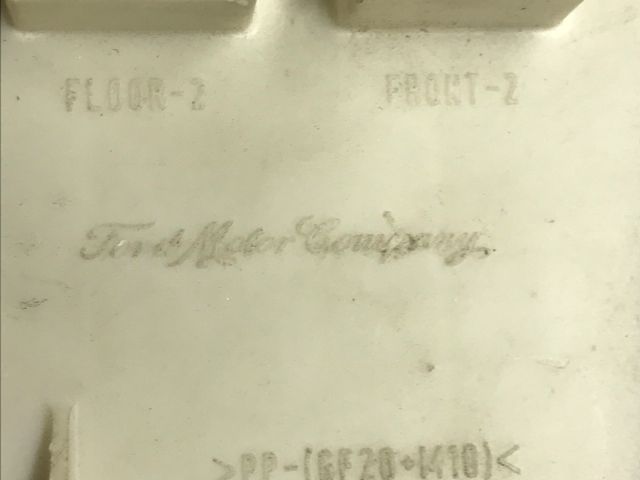 FLOOR-2 FRONT-2
Ford Motor Company
>PP-(GF20+M10)<